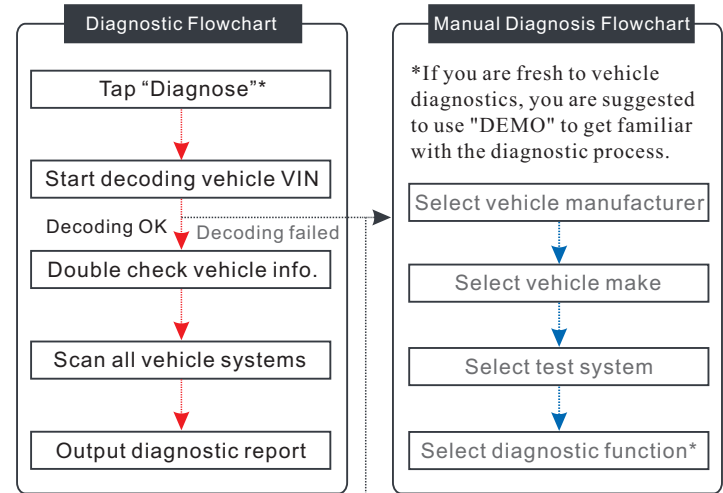 Diagnostic Flowchart
Tap “Diagnose”*
Start decoding vehicle VIN
Decoding OK
Decoding failed
Double check vehicle info.
Scan all vehicle systems
Output diagnostic report
Manual Diagnosis Flowchart
*If you are fresh to vehicle
diagnostics, you are suggested
to use "DEMO" to get familiar
with the diagnostic process.
Select vehicle manufacturer
Select vehicle make
Select test system
Select diagnostic function*